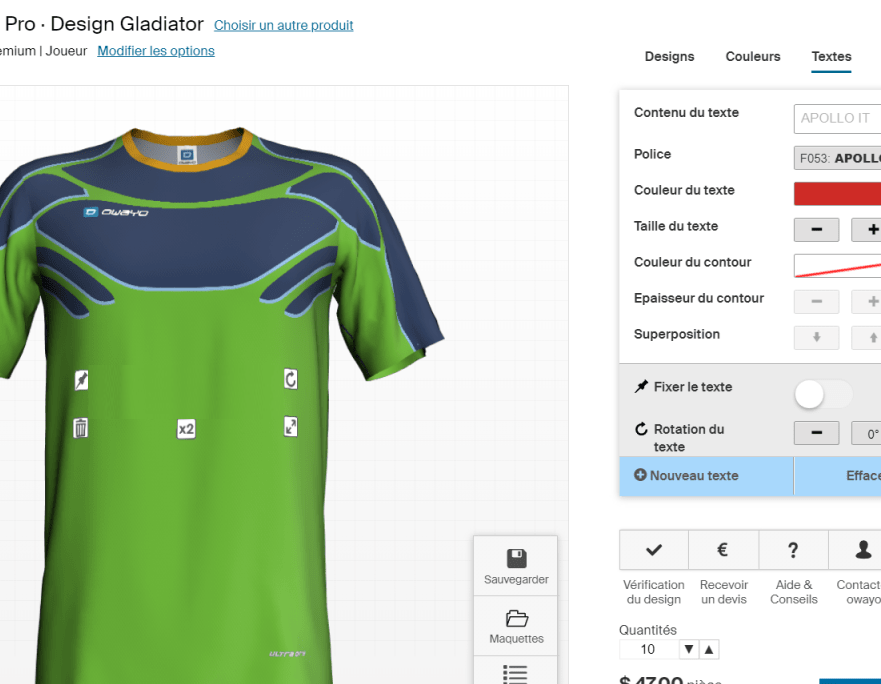 Pro · Design Gladiator Choisir un autre produit
emium | Joueur Modifier les options
Designs Couleurs Textes
Contenu du texte APOLLO IT
Police F053: APOLLO
Couleur du texte
Taille du texte − +
Couleur du contour
Epaisseur du contour − +
Superposition
owayo
x2
Fixer le texte
Rotation du
texte − 0°
Nouveau texte Efface
€ ?
Sauvegarder
Vérification
du design
Recevoir
un devis
Aide &
Conseils
Contact
owayo
Maquettes
Quantités
10 ▼ ▲
$ 47.00 pièce